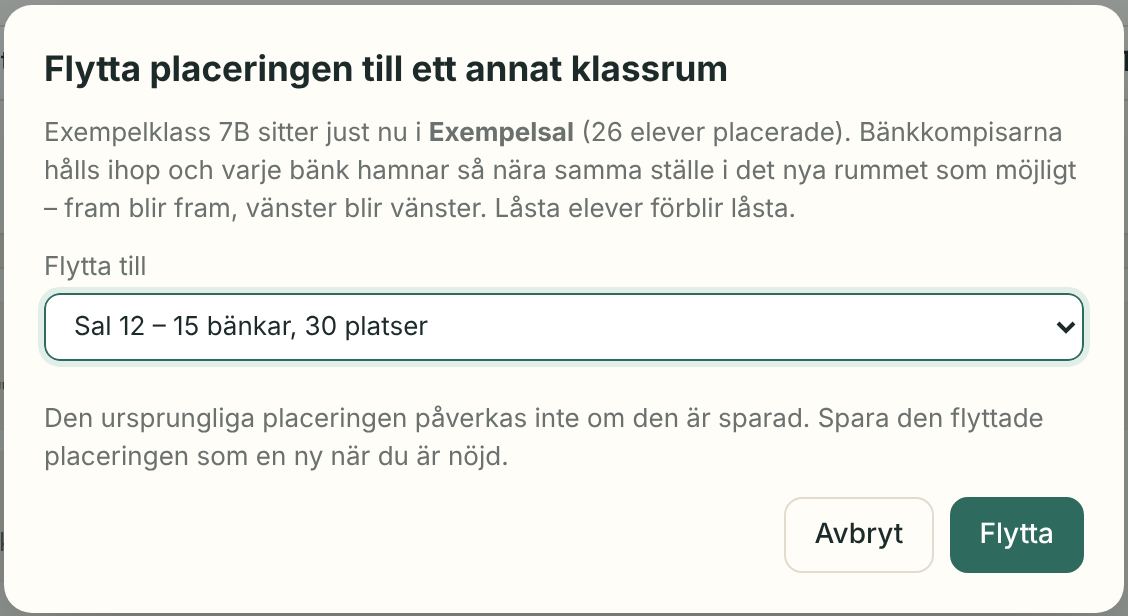 Flytta placeringen till ett annat klassrum
Exempelklass 7B sitter just nu i Exempelsal (26 elever placerade). Bänkkompisarna
hålls ihop och varje bänk hamnar så nära samma ställe i det nya rummet som möjligt
– fram blir fram, vänster blir vänster. Låsta elever förblir låsta.
Flytta till
Sal 12 – 15 bänkar, 30 platser
Den ursprungliga placeringen påverkas inte om den är sparad. Spara den flyttade
placeringen som en ny när du är nöjd.
Avbryt
Flytta